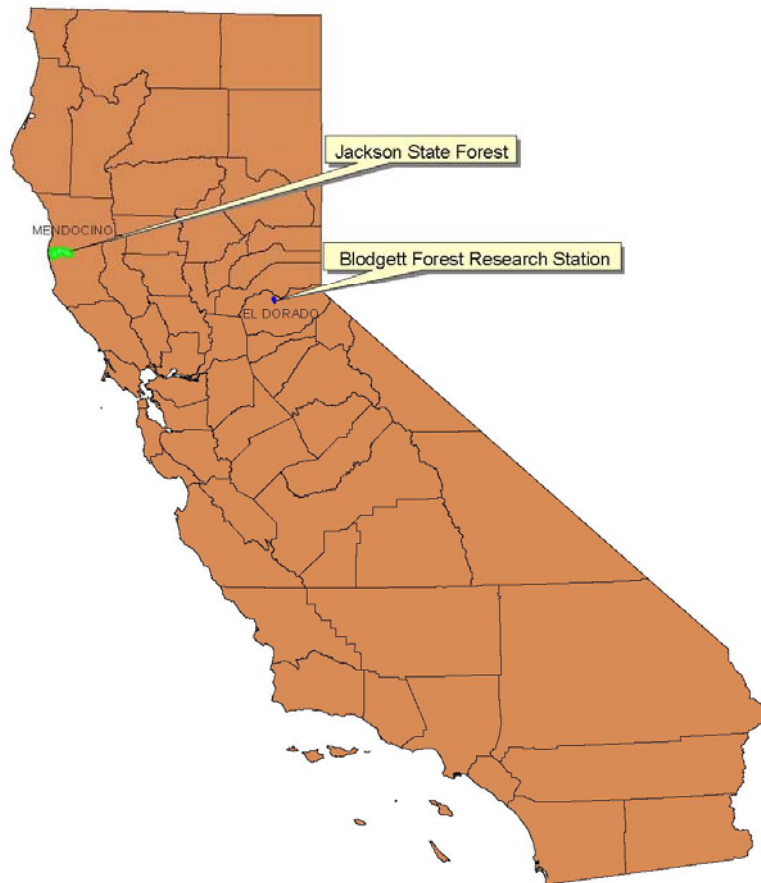 Jackson State Forest
MENDOCINO
Blodgett Forest Research Station
EL DORADO